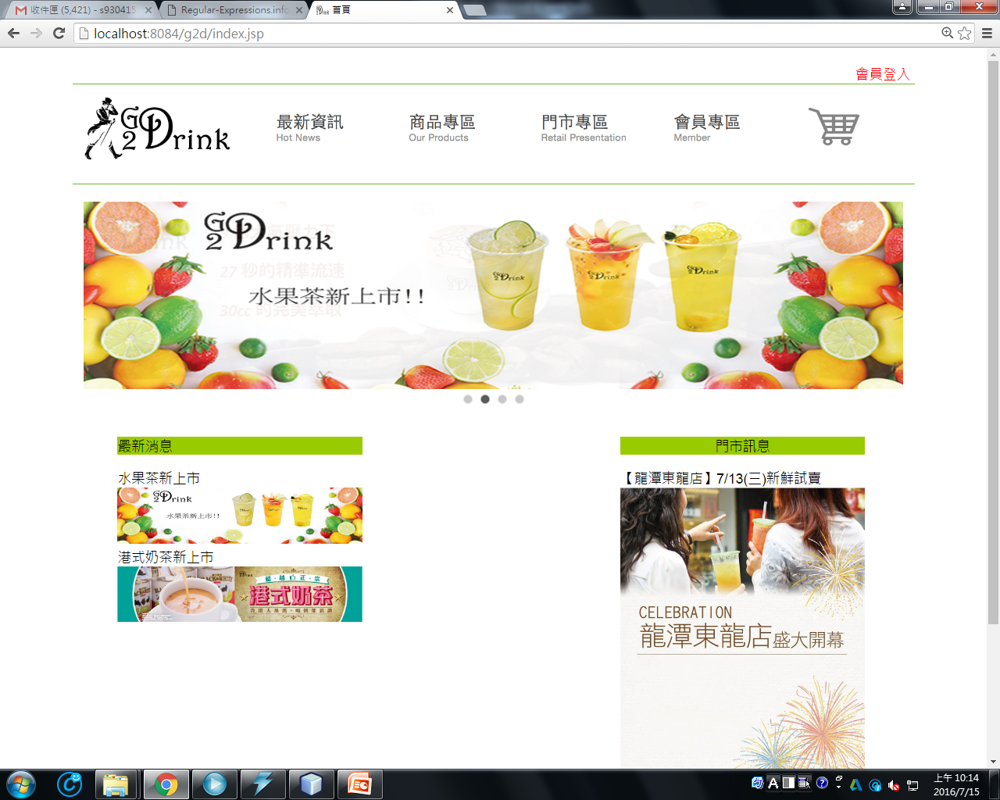 收件匣 (5,421) - s930415
Regular-Expressions.info
首頁
localhost:8084/g2d/index.jsp
會員登入
G2Drink
最新資訊
Hot News
商品專區
Our Products
門市專區
Retail Presentation
會員專區
Member
G2Drink
27 秒的精準流速
水果茶新上市!!
30cc 的完美萃取
G2Drink
G2Drink
G2Drink
最新消息
門市訊息
水果茶新上市
G2Drink
水果茶新上市!!
港式奶茶新上市
港式奶茶
【龍潭東龍店】7/13(三)新鮮試賣
CELEBRATION
龍潭東龍店盛大開幕
上午 10:14
2016/7/15